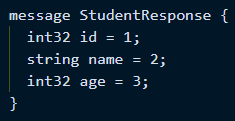 message StudentResponse {
  int32 id = 1;
  string name = 2;
  int32 age = 3;
}